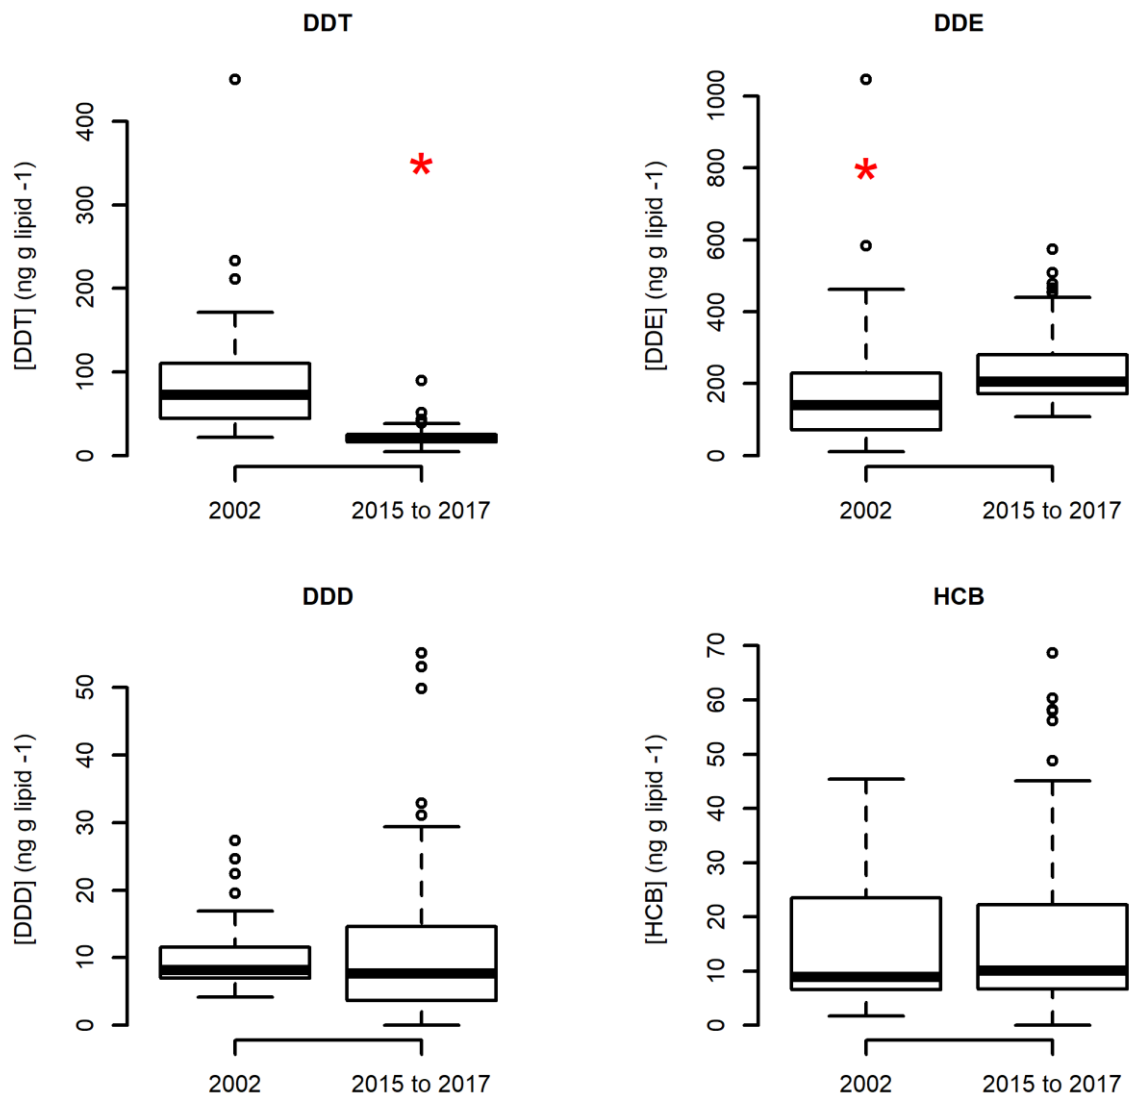 DDT
[DDT] (ng g lipid -1)
0 100 200 300 400
*
2002 2015 to 2017
DDE
[DDE] (ng g lipid -1)
0 200 400 600 800 1000
*
2002 2015 to 2017
DDD
[DDD] (ng g lipid -1)
0 10 20 30 40 50
2002 2015 to 2017
HCB
[HCB] (ng g lipid -1)
0 10 20 30 40 50 60 70
2002 2015 to 2017